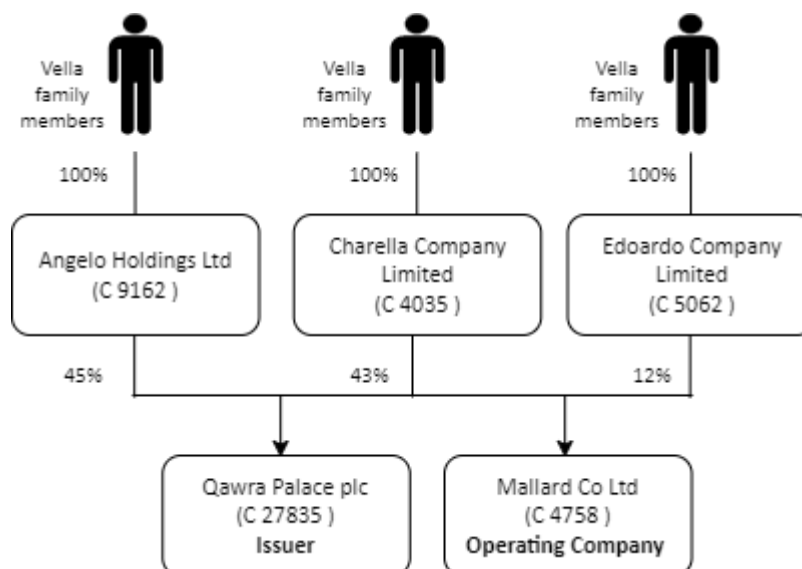 Vella
family
members
Vella
family
members
Vella
family
members
100%
100%
100%
Angelo Holdings Ltd
(C 9162 )
Charella Company
Limited
(C 4035 )
Edoardo Company
Limited
(C 5062 )
45%
43%
12%
Qawra Palace plc
(C 27835 )
Issuer
Mallard Co Ltd
(C 4758 )
Operating Company